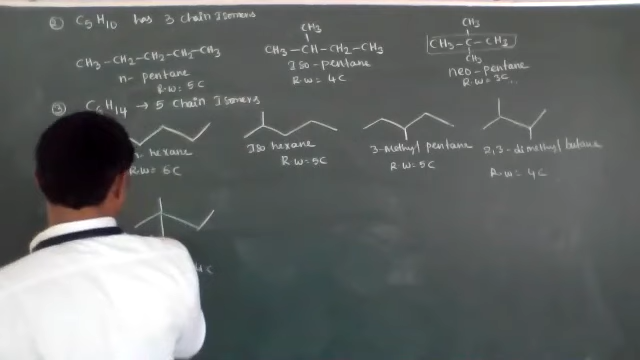 ② C5H10 has 3 chain Isomers
CH3-CH2-CH2-CH2-CH3
n-pentane
R.W= 5C
CH3
CH3-CH-CH2-CH3
Iso-pentane
R.W= 4C
CH3
CH3-C-CH3
CH3
neo-pentane
R.W= 3C
③ C6H14 → 5 chain Isomers
hexane
R.W= 6C
Iso hexane
R.W= 5C
3-Methyl pentane
R.W= 5C
2,3-dimethyl butane
R.W= 4C
4C